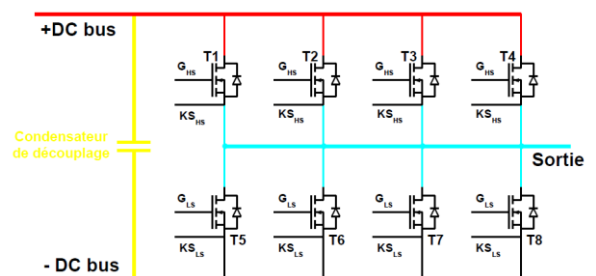 +DC bus
T1 T2 T3 T4
G_HS G_HS G_HS G_HS
KS_HS KS_HS KS_HS KS_HS
Condensateur
de découplage
Sortie
G_LS G_LS G_LS G_LS
T5 T6 T7 T8
KS_LS KS_LS KS_LS KS_LS
- DC bus